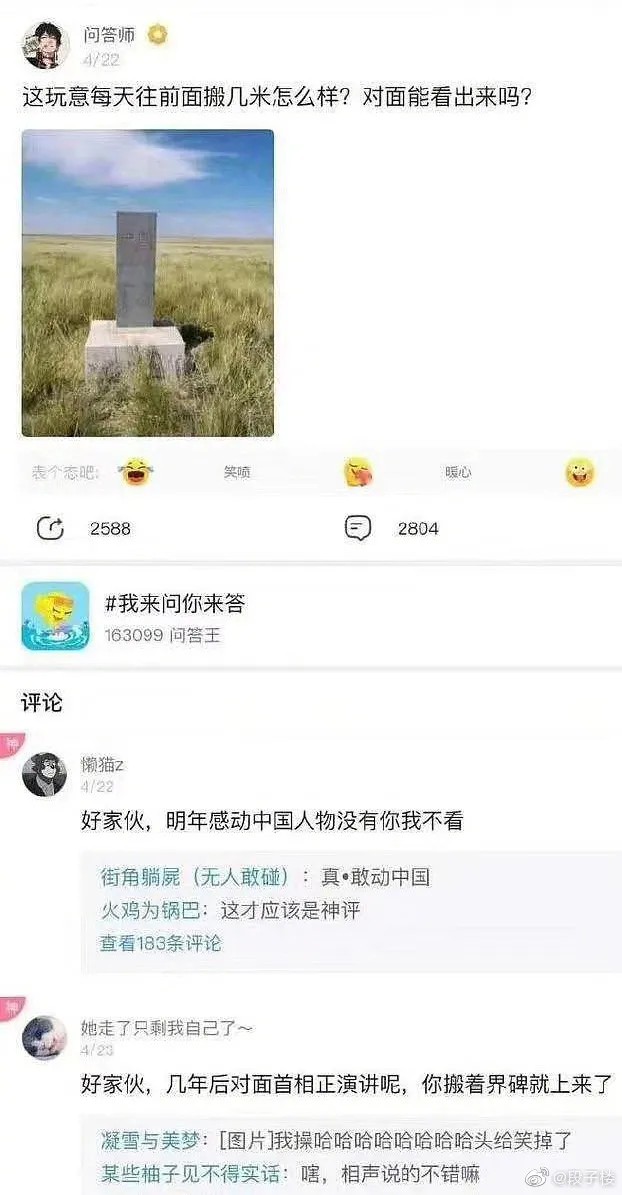 问答师
4/22
这玩意每天往前面搬几米怎么样？对面能看出来吗？
中国
表个态吧：
笑喷
暖心
2588
2804
#我来问你来答
163099 问答王
评论
神
懒猫z
4/22
好家伙，明年感动中国人物没有你我不看
街角躺屍（无人敢碰）：真•敢动中国
火鸡为锅巴：这才应该是神评
查看183条评论
神
她走了只剩我自己了～
4/23
好家伙，几年后对面首相正演讲呢，你搬着界碑就上来了
凝雪与美梦：[图片]我操哈哈哈哈哈哈哈哈头给笑掉了
某些柚子见不得实话：嗐，相声说的不错嘛
@段子楼